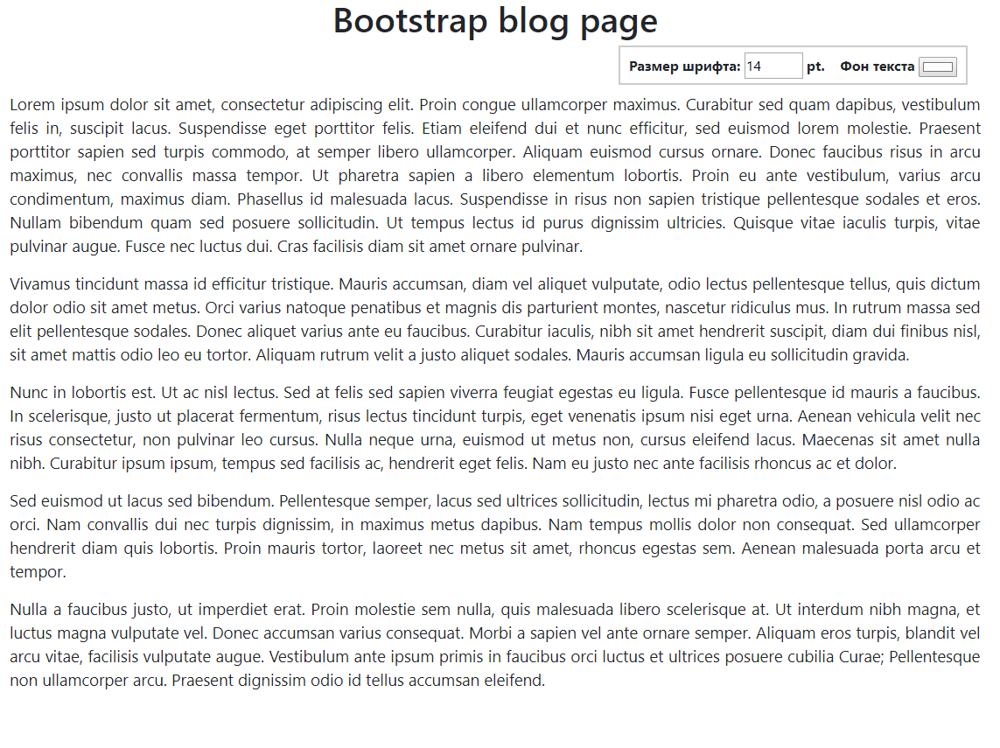 Bootstrap blog page
Размер шрифта: 14 pt. Фон текста
Lorem ipsum dolor sit amet, consectetur adipiscing elit. Proin congue ullamcorper maximus. Curabitur sed quam dapibus, vestibulum
felis in, suscipit lacus. Suspendisse eget porttitor felis. Etiam eleifend dui et nunc efficitur, sed euismod lorem molestie. Praesent
porttitor sapien sed turpis commodo, at semper libero ullamcorper. Aliquam euismod cursus ornare. Donec faucibus risus in arcu
maximus, nec convallis massa tempor. Ut pharetra sapien a libero elementum lobortis. Proin eu ante vestibulum, varius arcu
condimentum, maximus diam. Phasellus id malesuada lacus. Suspendisse in risus non sapien tristique pellentesque sodales et eros.
Nullam bibendum quam sed posuere sollicitudin. Ut tempus lectus id purus dignissim ultricies. Quisque vitae iaculis turpis, vitae
pulvinar augue. Fusce nec luctus dui. Cras facilisis diam sit amet ornare pulvinar.
Vivamus tincidunt massa id efficitur tristique. Mauris accumsan, diam vel aliquet vulputate, odio lectus pellentesque tellus, quis dictum
dolor odio sit amet metus. Orci varius natoque penatibus et magnis dis parturient montes, nascetur ridiculus mus. In rutrum massa sed
elit pellentesque sodales. Donec aliquet varius ante eu faucibus. Curabitur iaculis, nibh sit amet hendrerit suscipit, diam dui finibus nisl,
sit amet mattis odio leo eu tortor. Aliquam rutrum velit a justo aliquet sodales. Mauris accumsan ligula eu sollicitudin gravida.
Nunc in lobortis est. Ut ac nisl lectus. Sed at felis sed sapien viverra feugiat egestas eu ligula. Fusce pellentesque id mauris a faucibus.
In scelerisque, justo ut placerat fermentum, risus lectus tincidunt turpis, eget venenatis ipsum nisi eget urna. Aenean vehicula velit nec
risus consectetur, non pulvinar leo cursus. Nulla neque urna, euismod ut metus non, cursus eleifend lacus. Maecenas sit amet nulla
nibh. Curabitur ipsum ipsum, tempus sed facilisis ac, hendrerit eget felis. Nam eu justo nec ante facilisis rhoncus ac et dolor.
Sed euismod ut lacus sed bibendum. Pellentesque semper, lacus sed ultrices sollicitudin, lectus mi pharetra odio, a posuere nisl odio ac
orci. Nam convallis dui nec turpis dignissim, in maximus metus dapibus. Nam tempus mollis dolor non consequat. Sed ullamcorper
hendrerit diam quis lobortis. Proin mauris tortor, laoreet nec metus sit amet, rhoncus egestas sem. Aenean malesuada porta arcu et
tempor.
Nulla a faucibus justo, ut imperdiet erat. Proin molestie sem nulla, quis malesuada libero scelerisque at. Ut interdum nibh magna, et
luctus magna vulputate vel. Donec accumsan varius consequat. Morbi a sapien vel ante ornare semper. Aliquam eros turpis, blandit vel
arcu vitae, facilisis vulputate augue. Vestibulum ante ipsum primis in faucibus orci luctus et ultrices posuere cubilia Curae; Pellentesque
non ullamcorper arcu. Praesent dignissim odio id tellus accumsan eleifend.